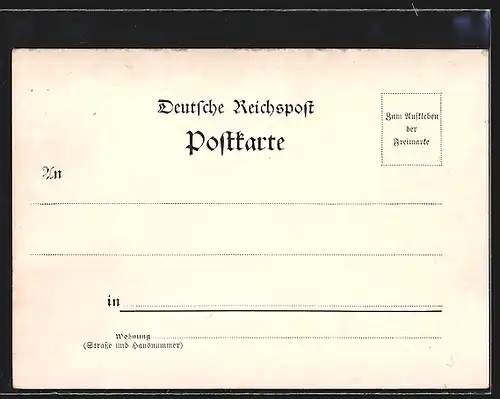 Deutsche Reichspost
Postkarte
Zum Aufkleben
der
Freimarke
An
in
Wohnung
(Straße und Hausnummer)